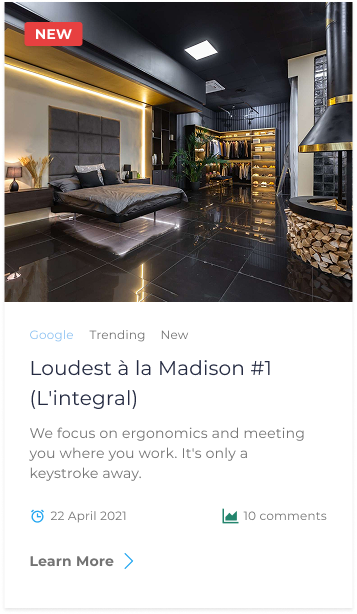 NEW
Google Trending New
Loudest à la Madison #1
(L'integral)
We focus on ergonomics and meeting
you where you work. It's only a
keystroke away.
22 April 2021 10 comments
Learn More